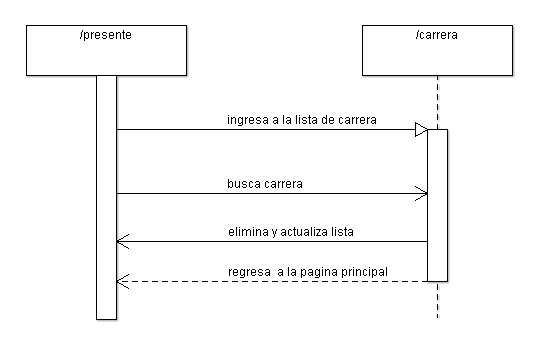 /presente
/carrera
ingresa a la lista de carrera
busca carrera
elimina y actualiza lista
regresa a la pagina principal